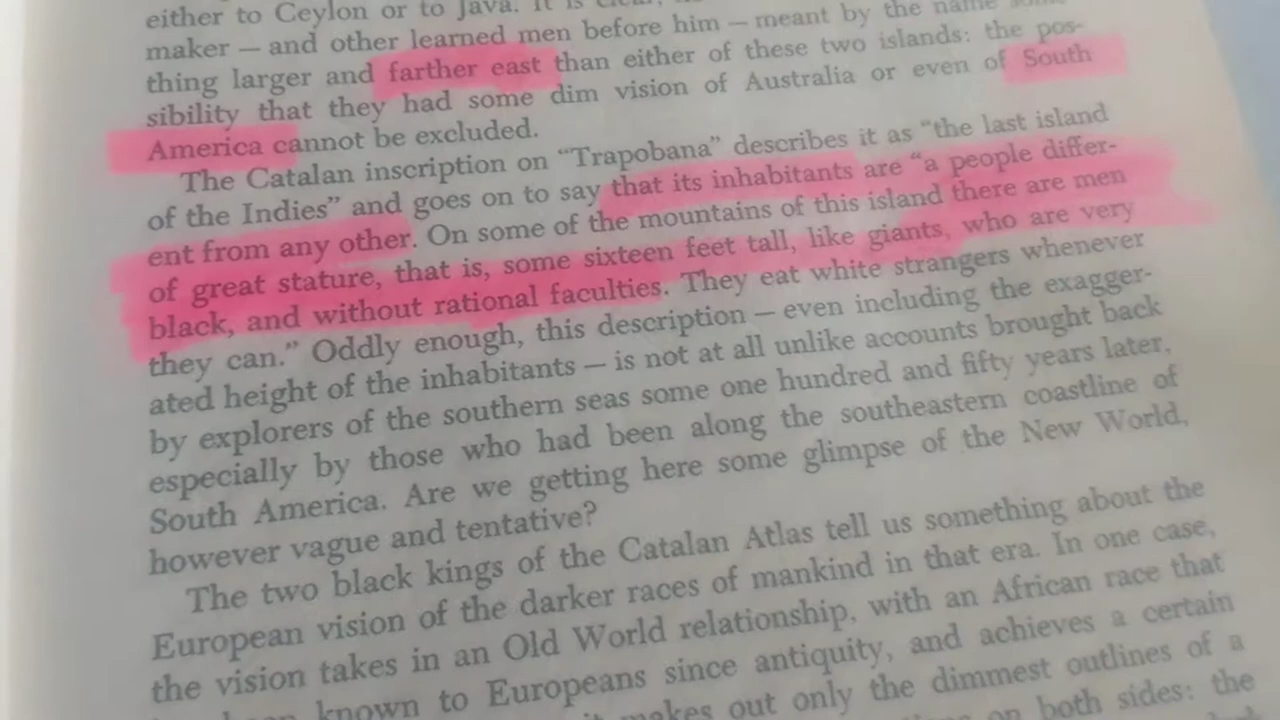 either to Ceylon or to Java. It is clear,
maker — and other learned men before him — meant by the name some-
thing larger and farther east than either of these two islands: the pos-
sibility that they had some dim vision of Australia or even of South
America cannot be excluded.
The Catalan inscription on “Trapobana” describes it as “the last island
of the Indies” and goes on to say that its inhabitants are “a people differ-
ent from any other. On some of the mountains of this island there are men
of great stature, that is, some sixteen feet tall, like giants, who are very
black, and without rational faculties. They eat white strangers whenever
they can.” Oddly enough, this description — even including the exagger-
ated height of the inhabitants — is not at all unlike accounts brought back
by explorers of the southern seas some one hundred and fifty years later,
especially by those who had been along the southeastern coastline of
South America. Are we getting here some glimpse of the New World,
however vague and tentative?
The two black kings of the Catalan Atlas tell us something about the
European vision of the darker races of mankind in that era. In one case,
the vision takes in an Old World relationship, with an African race that
been known to Europeans since antiquity, and achieves a certain
it makes out only the dimmest outlines of a
on both sides: the